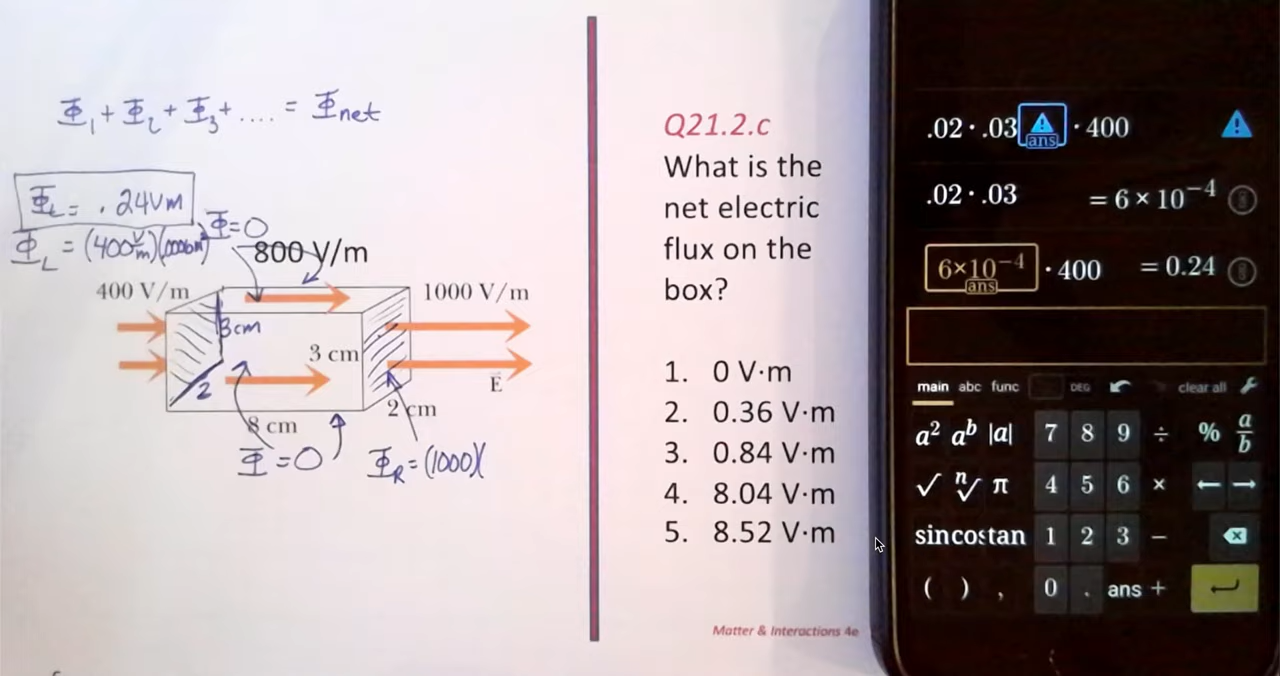 Φ₁ + Φ₂ + Φ₃ + .... = Φnet
Φ_L = .24Vm
Φ=0
Φ_L = (400 V/m)(.0006m²)
800 V/m
400 V/m
1000 V/m
3cm
3 cm
2
E
2 cm
8 cm
Φ = 0
Φ_R = (1000)(
Q21.2.c
What is the
net electric
flux on the
box?
1. 0 V·m
2. 0.36 V·m
3. 0.84 V·m
4. 8.04 V·m
5. 8.52 V·m
Matter & Interactions 4e
.02·.03 ans ·400
.02·.03 = 6×10⁻⁴
6×10⁻⁴ ans ·400 = 0.24
main abc func DEG clear all
a² aᵇ |a| 7 8 9 ÷ % a/b
√ ⁿ√ π 4 5 6 × ← →
sin cos tan 1 2 3 −
( ) , 0 . ans +